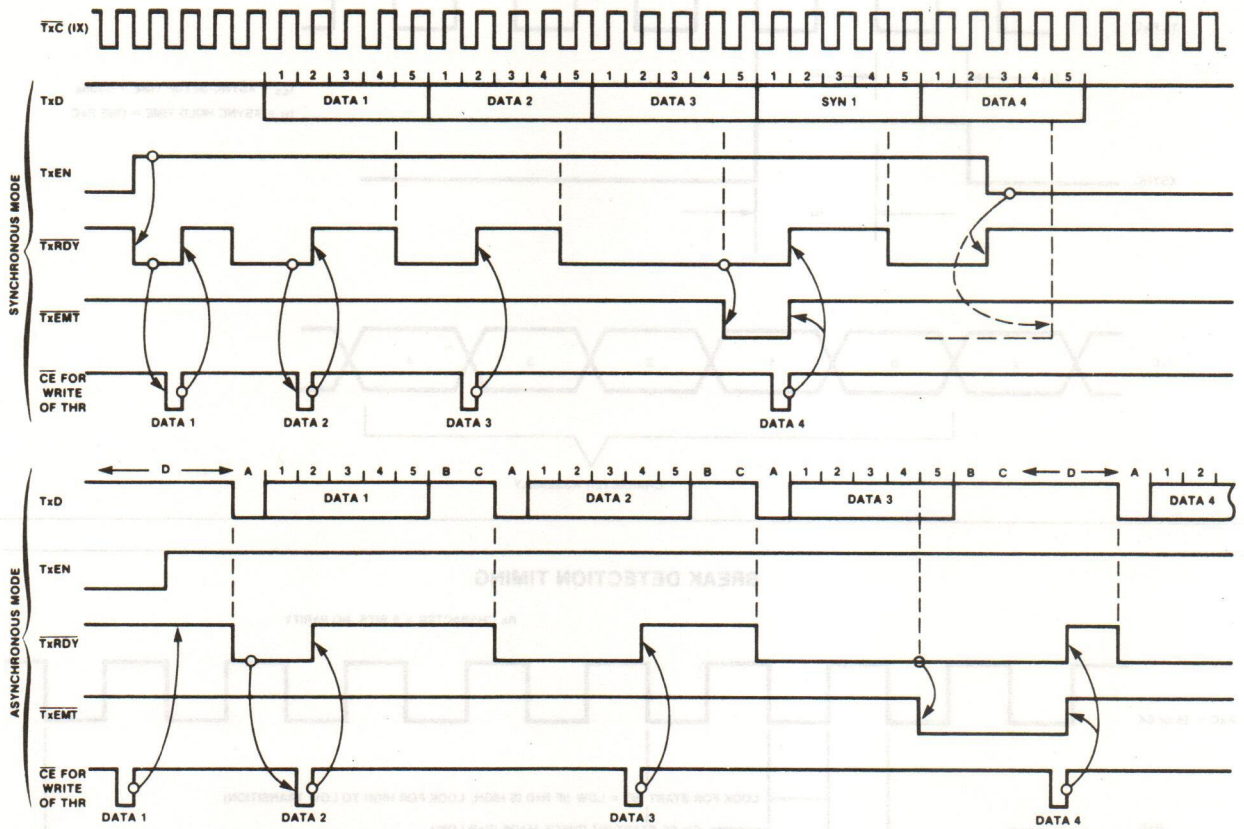 TxC (IX)
SYNCHRONOUS MODE
1 2 3 4 5 1 2 3 4 5 1 2 3 4 5 1 2 3 4 5 1 2 3 4 5
TxD
DATA 1 DATA 2 DATA 3 SYN 1 DATA 4
TxEN
TxRDY
TxEMT
CE FOR
WRITE
OF THR
DATA 1 DATA 2 DATA 3 DATA 4
ASYNCHRONOUS MODE
D A 1 2 3 4 5 B C A 1 2 3 4 5 B C A 1 2 3 4 5 B C D A 1 2
TxD
DATA 1 DATA 2 DATA 3 DATA 4
TxEN
BREAK DETECTION TIMING
TxRDY
TxEMT
CE FOR
WRITE
OF THR
DATA 1 DATA 2 DATA 3 DATA 4